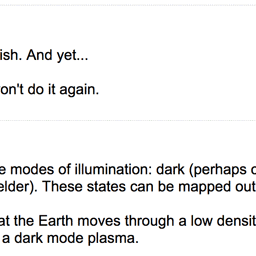 ish. And yet...
on't do it again.
e modes of illumination: dark (perhaps
elder). These states can be mapped out
at the Earth moves through a low densit
a dark mode plasma.